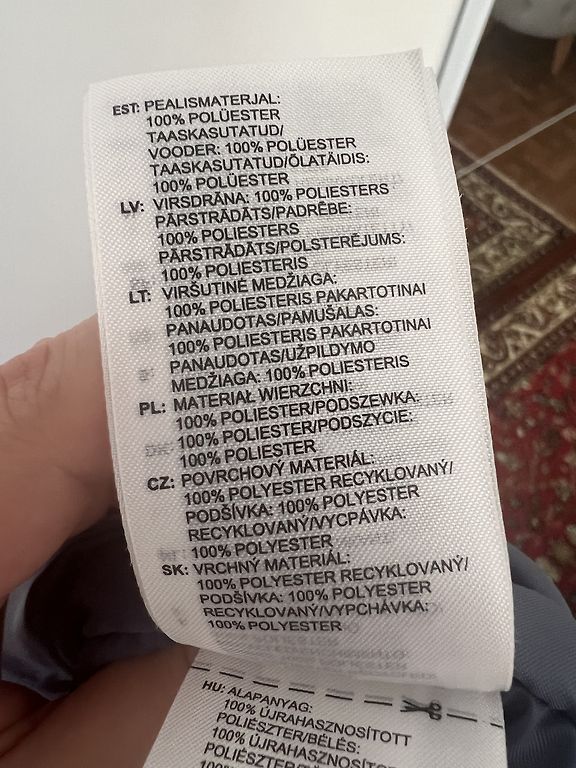 EST: PEALISMATERJAL:
100% POLÜESTER
TAASKASUTATUD/
VOODER: 100% POLÜESTER
TAASKASUTATUD/ÕLATÄIDIS:
100% POLÜESTER
LV: VIRSDRĀNA: 100% POLIESTERS
PĀRSTRĀDĀTS/PADRĒBE:
100% POLIESTERS
PĀRSTRĀDĀTS/POLSTERĒJUMS:
100% POLIESTERIS
LT: VIRŠUTINĖ MEDŽIAGA:
100% POLIESTERIS PAKARTOTINAI
PANAUDOTAS/PAMUŠALAS:
100% POLIESTERIS PAKARTOTINAI
PANAUDOTAS/UŽPILDYMO
MEDŽIAGA: 100% POLIESTERIS
PL: MATERIAŁ WIERZCHNI:
100% POLIESTER/PODSZEWKA:
100% POLIESTER/PODSZYCIE:
100% POLIESTER
CZ: POVRCHOVÝ MATERIÁL:
100% POLYESTER RECYKLOVANÝ/
PODŠÍVKA: 100% POLYESTER
RECYKLOVANÝ/VYCPÁVKA:
100% POLYESTER
SK: VRCHNÝ MATERIÁL:
100% POLYESTER RECYKLOVANÝ/
PODŠÍVKA: 100% POLYESTER
RECYKLOVANÝ/VYPCHÁVKA:
100% POLYESTER
HU: ALAPANYAG:
100% ÚJRAHASZNOSÍTOTT
POLIÉSZTER/BÉLÉS:
100% ÚJRAHASZNOSÍTOTT